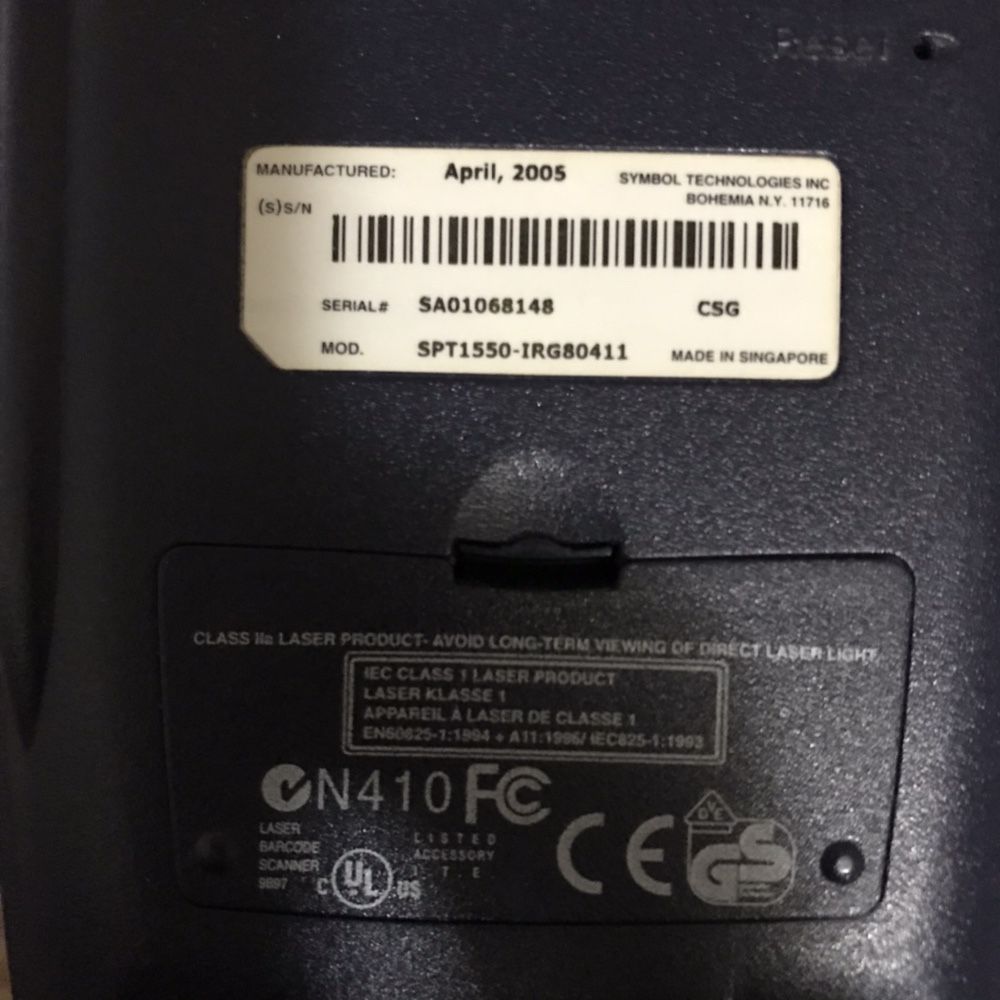 Reset
MANUFACTURED: April, 2005 SYMBOL TECHNOLOGIES INC
BOHEMIA N.Y. 11716
(S)S/N
SERIAL# SA01068148 CSG
MOD. SPT1550-IRG80411 MADE IN SINGAPORE
CLASS IIa LASER PRODUCT- AVOID LONG-TERM VIEWING OF DIRECT LASER LIGHT
IEC CLASS 1 LASER PRODUCT
LASER KLASSE 1
APPAREIL À LASER DE CLASSE 1
EN60825-1:1994 + A11:1996/ IEC825-1:1993
N410 FC
LASER
BARCODE
SCANNER
9B97
C UL US
LISTED
ACCESSORY
I T E
CE
DVE
GS